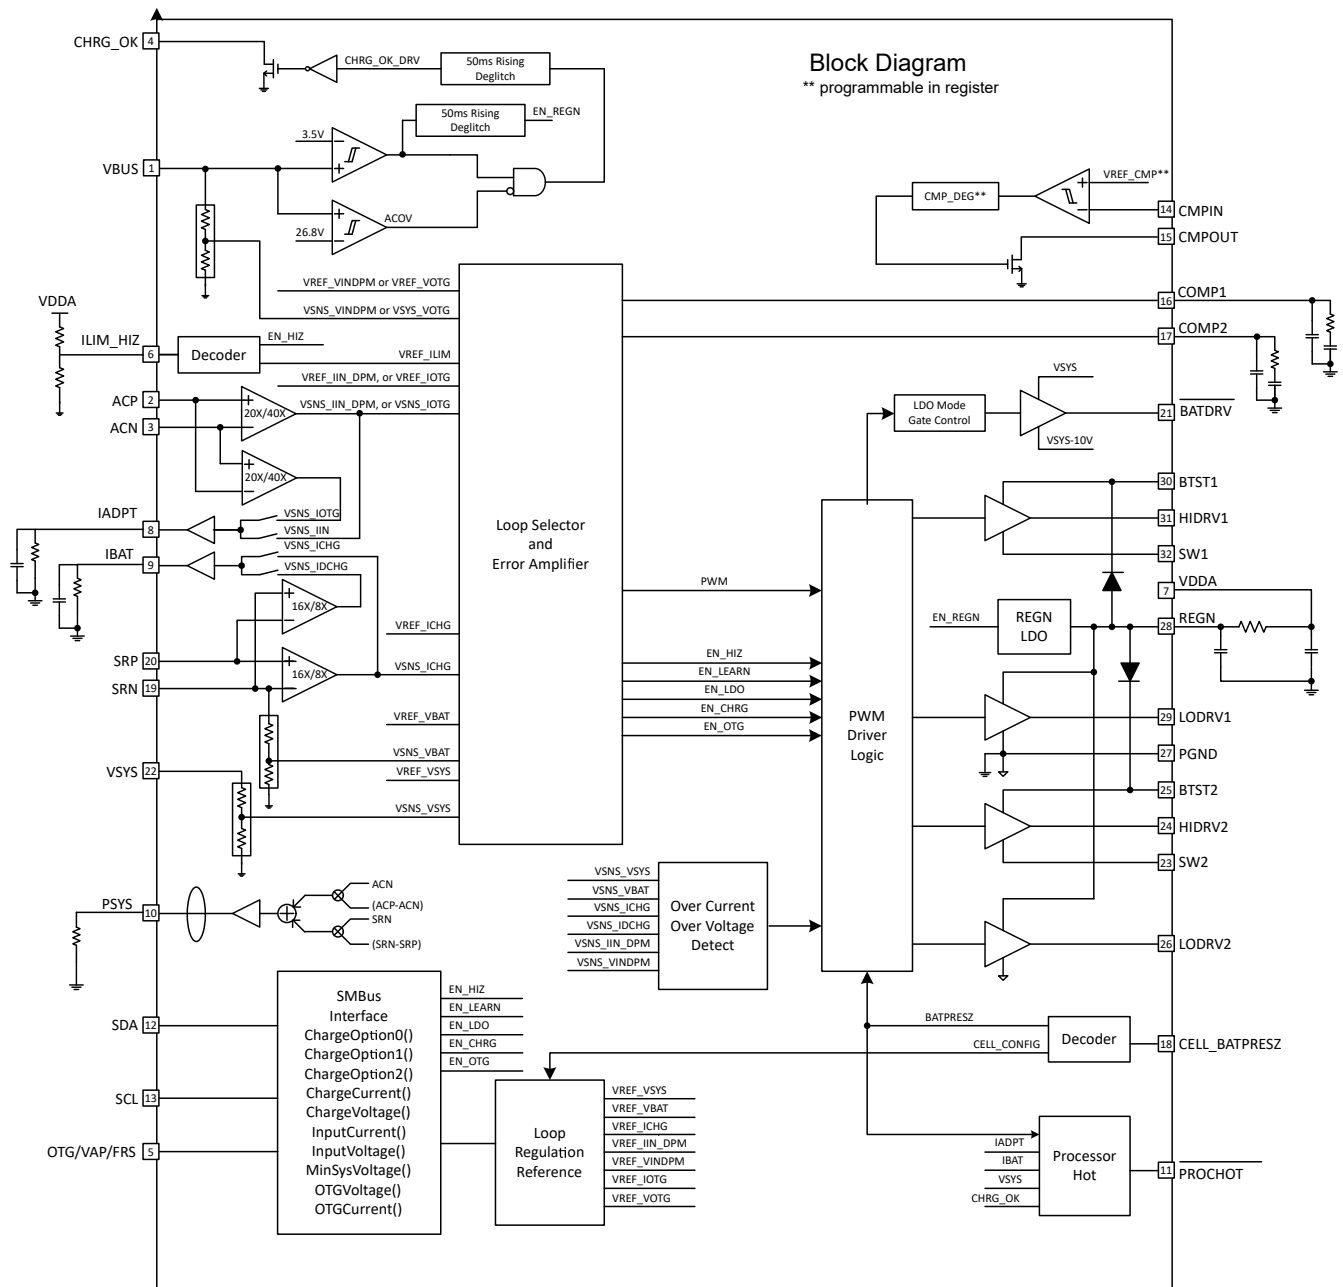 Block Diagram
** programmable in register
CHRG_OK
4
CHRG_OK_DRV
50ms Rising
Deglitch
50ms Rising
Deglitch
EN_REGN
3.5V
−
+
VBUS
1
+
−
26.8V
ACOV
VREF_CMP**
+
−
CMP_DEG**
14
CMPIN
15
CMPOUT
VREF_VINDPM or VREF_VOTG
VSNS_VINDPM or VSYS_VOTG
VDDA
ILIM_HIZ
6
Decoder
EN_HIZ
VREF_ILIM
VREF_IIN_DPM, or VREF_IOTG
VSNS_IIN_DPM, or VSNS_IOTG
ACP
2
+
20X/40X
−
ACN
3
+
20X/40X
−
IADPT
8
VSNS_IOTG
VSNS_IIN
IBAT
9
VSNS_ICHG
VSNS_IDCHG
+
16X/8X
−
VREF_ICHG
SRP
20
+
16X/8X
−
VSNS_ICHG
SRN
19
VREF_VBAT
VSNS_VBAT
VSYS
22
VREF_VSYS
VSNS_VSYS
Loop Selector
and
Error Amplifier
16
COMP1
17
COMP2
LDO Mode
Gate Control
VSYS
VSYS-10V
21
BATDRV
30
BTST1
31
HIDRV1
32
SW1
7
VDDA
EN_REGN
REGN
LDO
28
REGN
PWM
EN_HIZ
EN_LEARN
EN_LDO
EN_CHRG
EN_OTG
PWM
Driver
Logic
29
LODRV1
27
PGND
25
BTST2
24
HIDRV2
23
SW2
26
LODRV2
VSNS_VSYS
VSNS_VBAT
VSNS_ICHG
VSNS_IDCHG
VSNS_IIN_DPM
VSNS_VINDPM
Over Current
Over Voltage
Detect
PSYS
10
ACN
(ACP-ACN)
SRN
(SRN-SRP)
SDA
12
SCL
13
OTG/VAP/FRS
5
SMBus
Interface
ChargeOption0()
ChargeOption1()
ChargeOption2()
ChargeCurrent()
ChargeVoltage()
InputCurrent()
InputVoltage()
MinSysVoltage()
OTGVoltage()
OTGCurrent()
EN_HIZ
EN_LEARN
EN_LDO
EN_CHRG
EN_OTG
Loop
Regulation
Reference
VREF_VSYS
VREF_VBAT
VREF_ICHG
VREF_IIN_DPM
VREF_VINDPM
VREF_IOTG
VREF_VOTG
BATPRESZ
CELL_CONFIG
Decoder
18
CELL_BATPRESZ
IADPT
IBAT
VSYS
CHRG_OK
Processor
Hot
11
PROCHOT